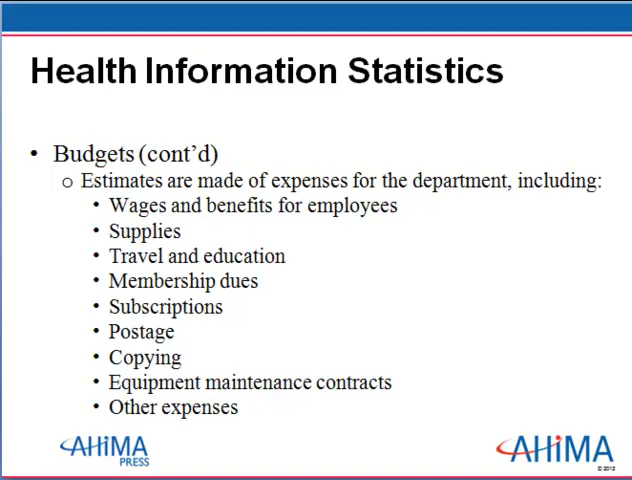 Health Information Statistics
• Budgets (cont’d)
o Estimates are made of expenses for the department, including:
• Wages and benefits for employees
• Supplies
• Travel and education
• Membership dues
• Subscriptions
• Postage
• Copying
• Equipment maintenance contracts
• Other expenses
AHiMA
PRESS
AHiMA
© 2012